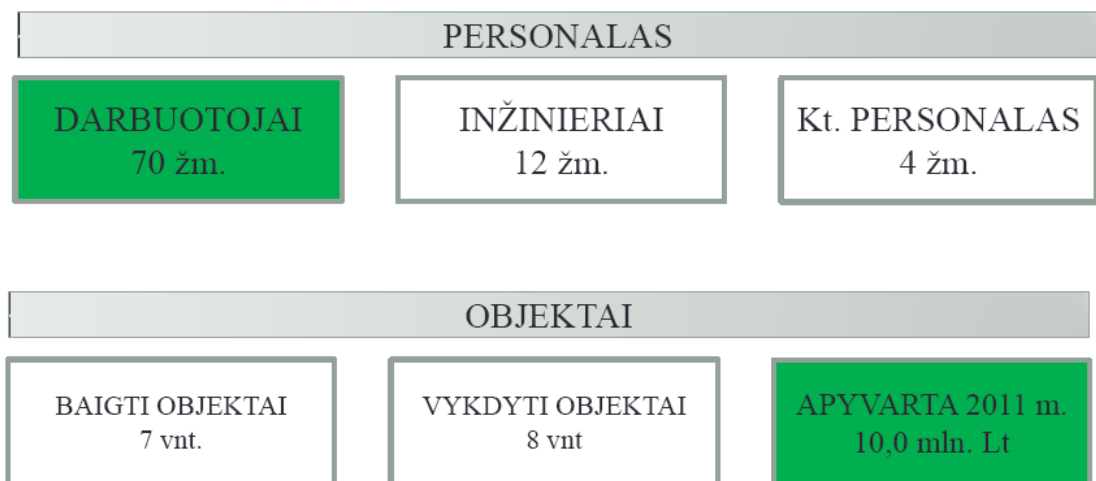 PERSONALAS
DARBUOTOJAI
70 žm.
INŽINIERIAI
12 žm.
Kt. PERSONALAS
4 žm.
OBJEKTAI
BAIGTI OBJEKTAI
7 vnt.
VYKDYTI OBJEKTAI
8 vnt
APYVARTA 2011 m.
10,0 mln. Lt